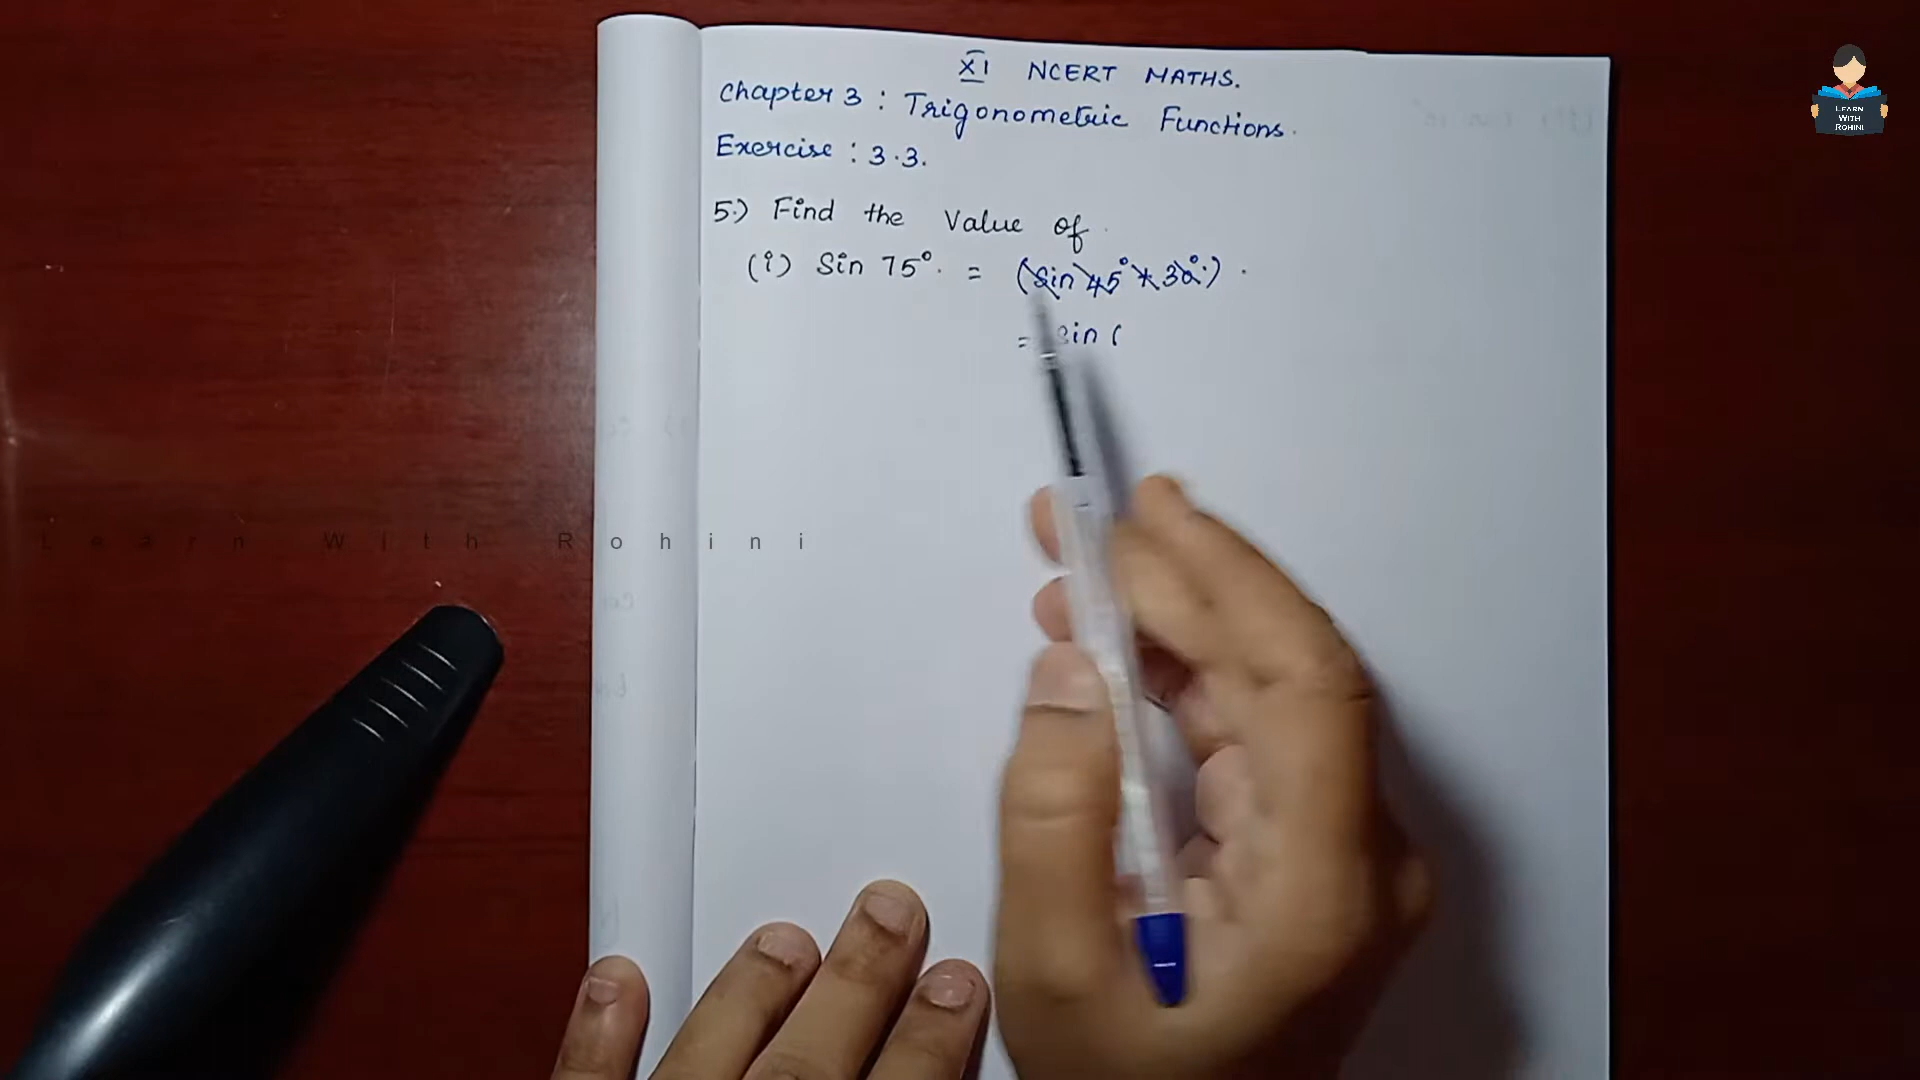 XI NCERT MATHS.
Chapter 3 : Trigonometric Functions.
Exercise : 3.3.
5.) Find the Value of
(i) Sin 75°. = (Sin 45° + 30°.) .
= sin (
Learn With Rohini
LEARN
WITH
ROHINI